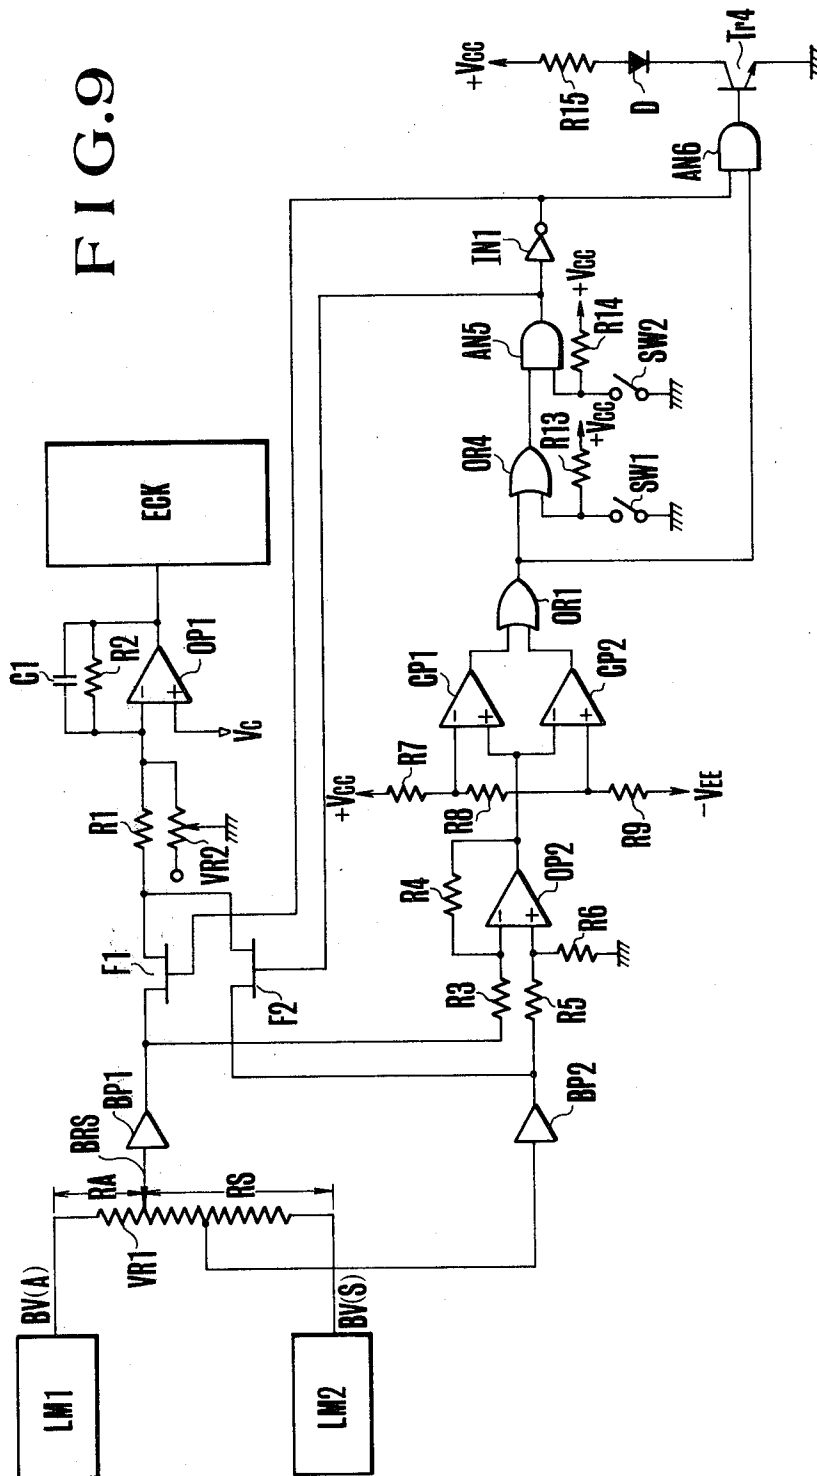 FIG.9
LM1
BV(A)
LM2
BV(S)
VR1
RA
RS
BRS
BP1
BP2
F1
F2
R1
VR2
C1
R2
OP1
VC
ECK
R3
R4
R5
R6
OP2
+VCC
R7
R8
R9
-VEE
CP1
CP2
OR1
OR4
R13
+VCC
SW1
AN5
R14
+VCC
SW2
IN1
AN6
+VCC
R15
D
Tr4